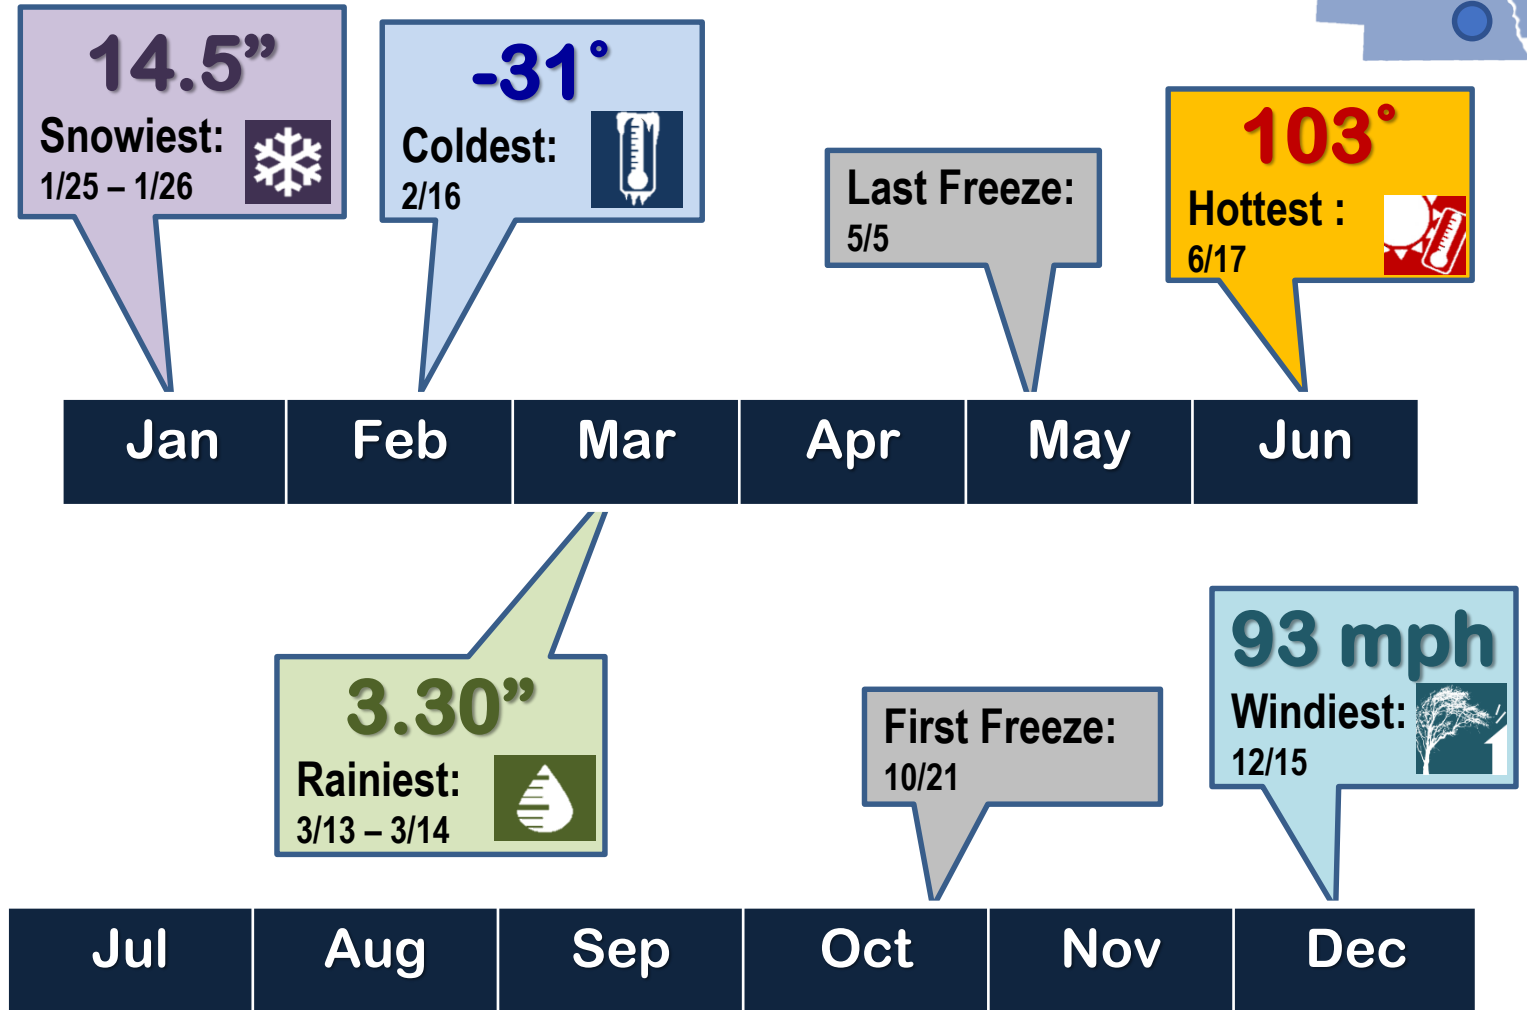 14.5”
Snowiest:
1/25 – 1/26
-31°
Coldest:
2/16
Last Freeze:
5/5
103°
Hottest :
6/17
Jan
Feb
Mar
Apr
May
Jun
3.30”
Rainiest:
3/13 – 3/14
First Freeze:
10/21
93 mph
Windiest:
12/15
Jul
Aug
Sep
Oct
Nov
Dec